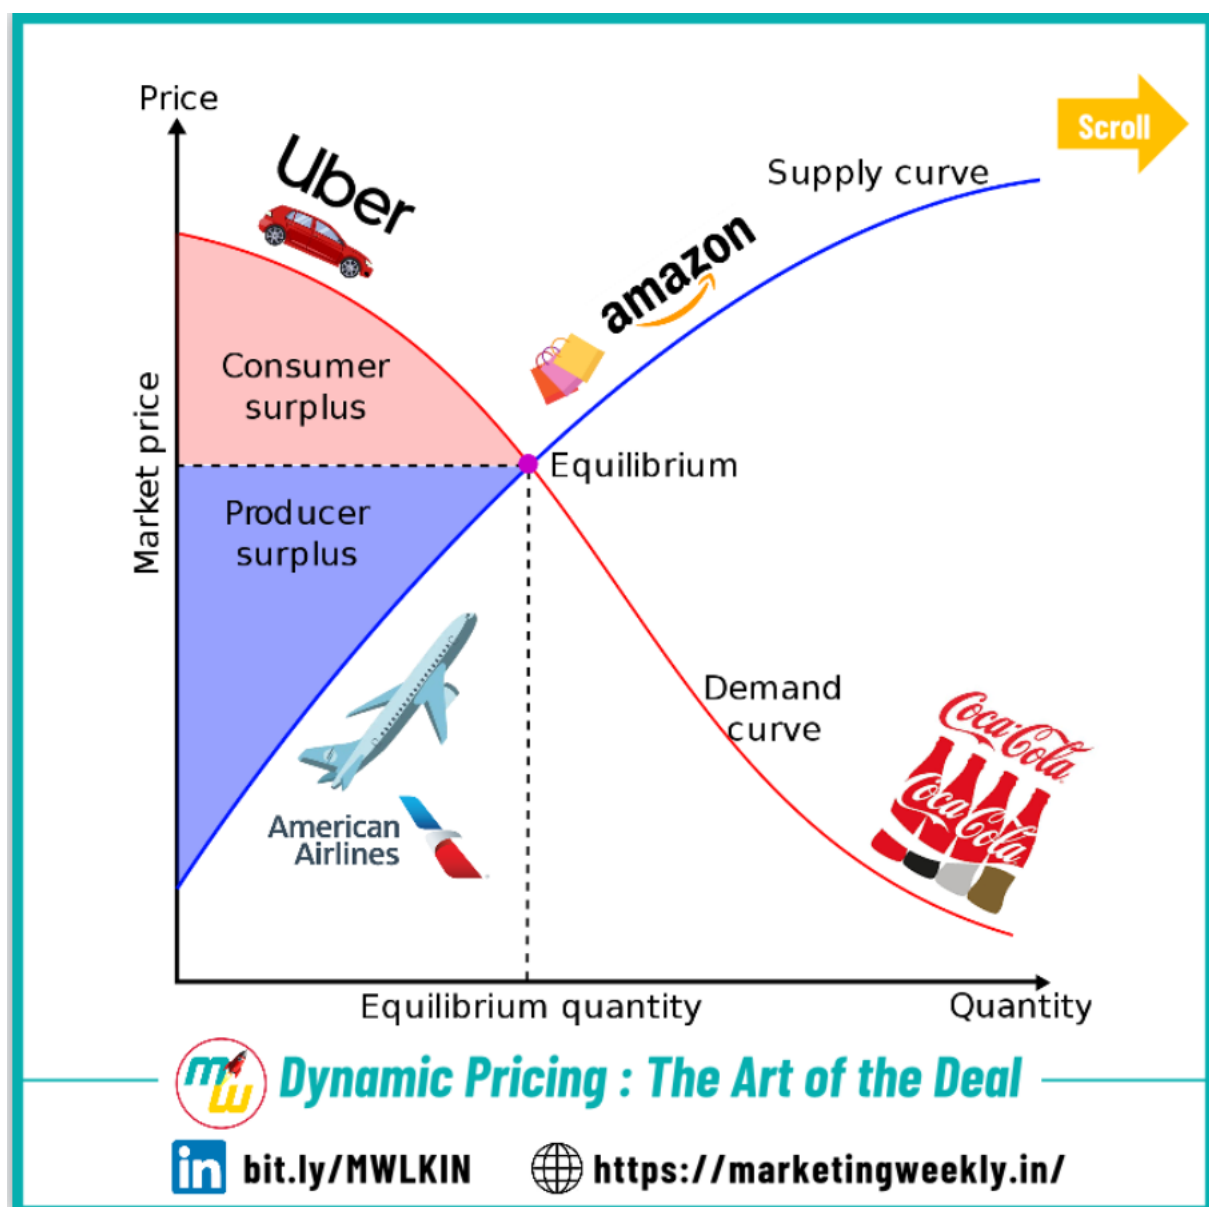 Price
Scroll
Uber
Supply curve
amazon
Consumer
surplus
Market price
Equilibrium
Producer
surplus
Demand
curve
Coca-Cola
Coca-Cola
Coca-Cola
American
Airlines
Equilibrium quantity
Quantity
mw
Dynamic Pricing : The Art of the Deal
in
bit.ly/MWLKIN
https://marketingweekly.in/